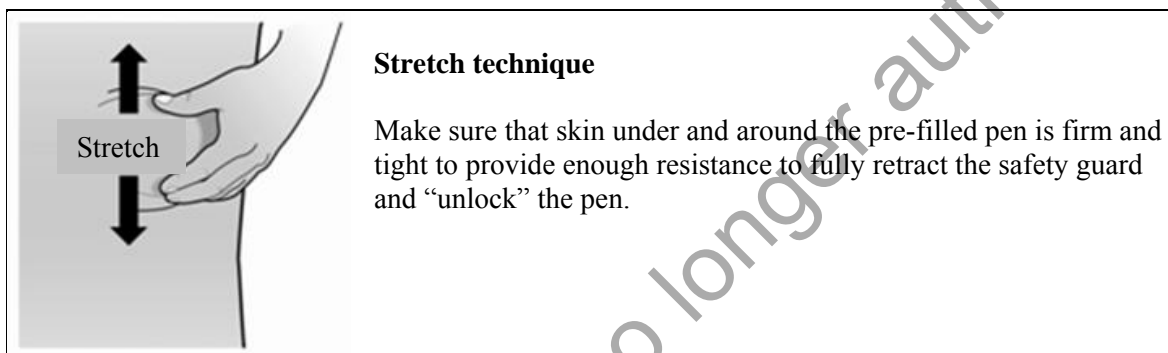 Stretch technique
Stretch
Make sure that skin under and around the pre-filled pen is firm and
tight to provide enough resistance to fully retract the safety guard
and “unlock” the pen.
longer